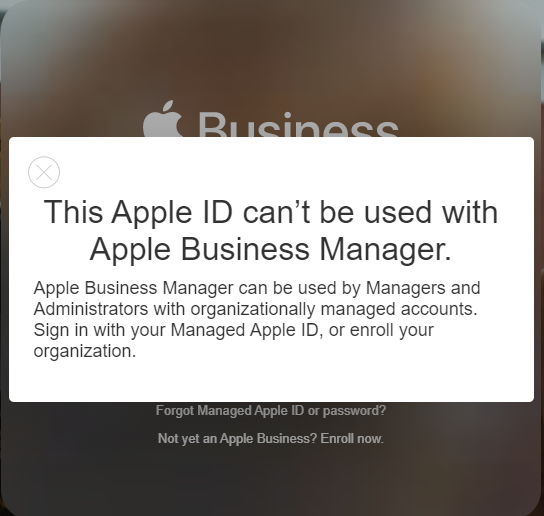 Business
This Apple ID can’t be used with
Apple Business Manager.
Apple Business Manager can be used by Managers and
Administrators with organizationally managed accounts.
Sign in with your Managed Apple ID, or enroll your
organization.
Forgot Managed Apple ID or password?
Not yet an Apple Business? Enroll now.